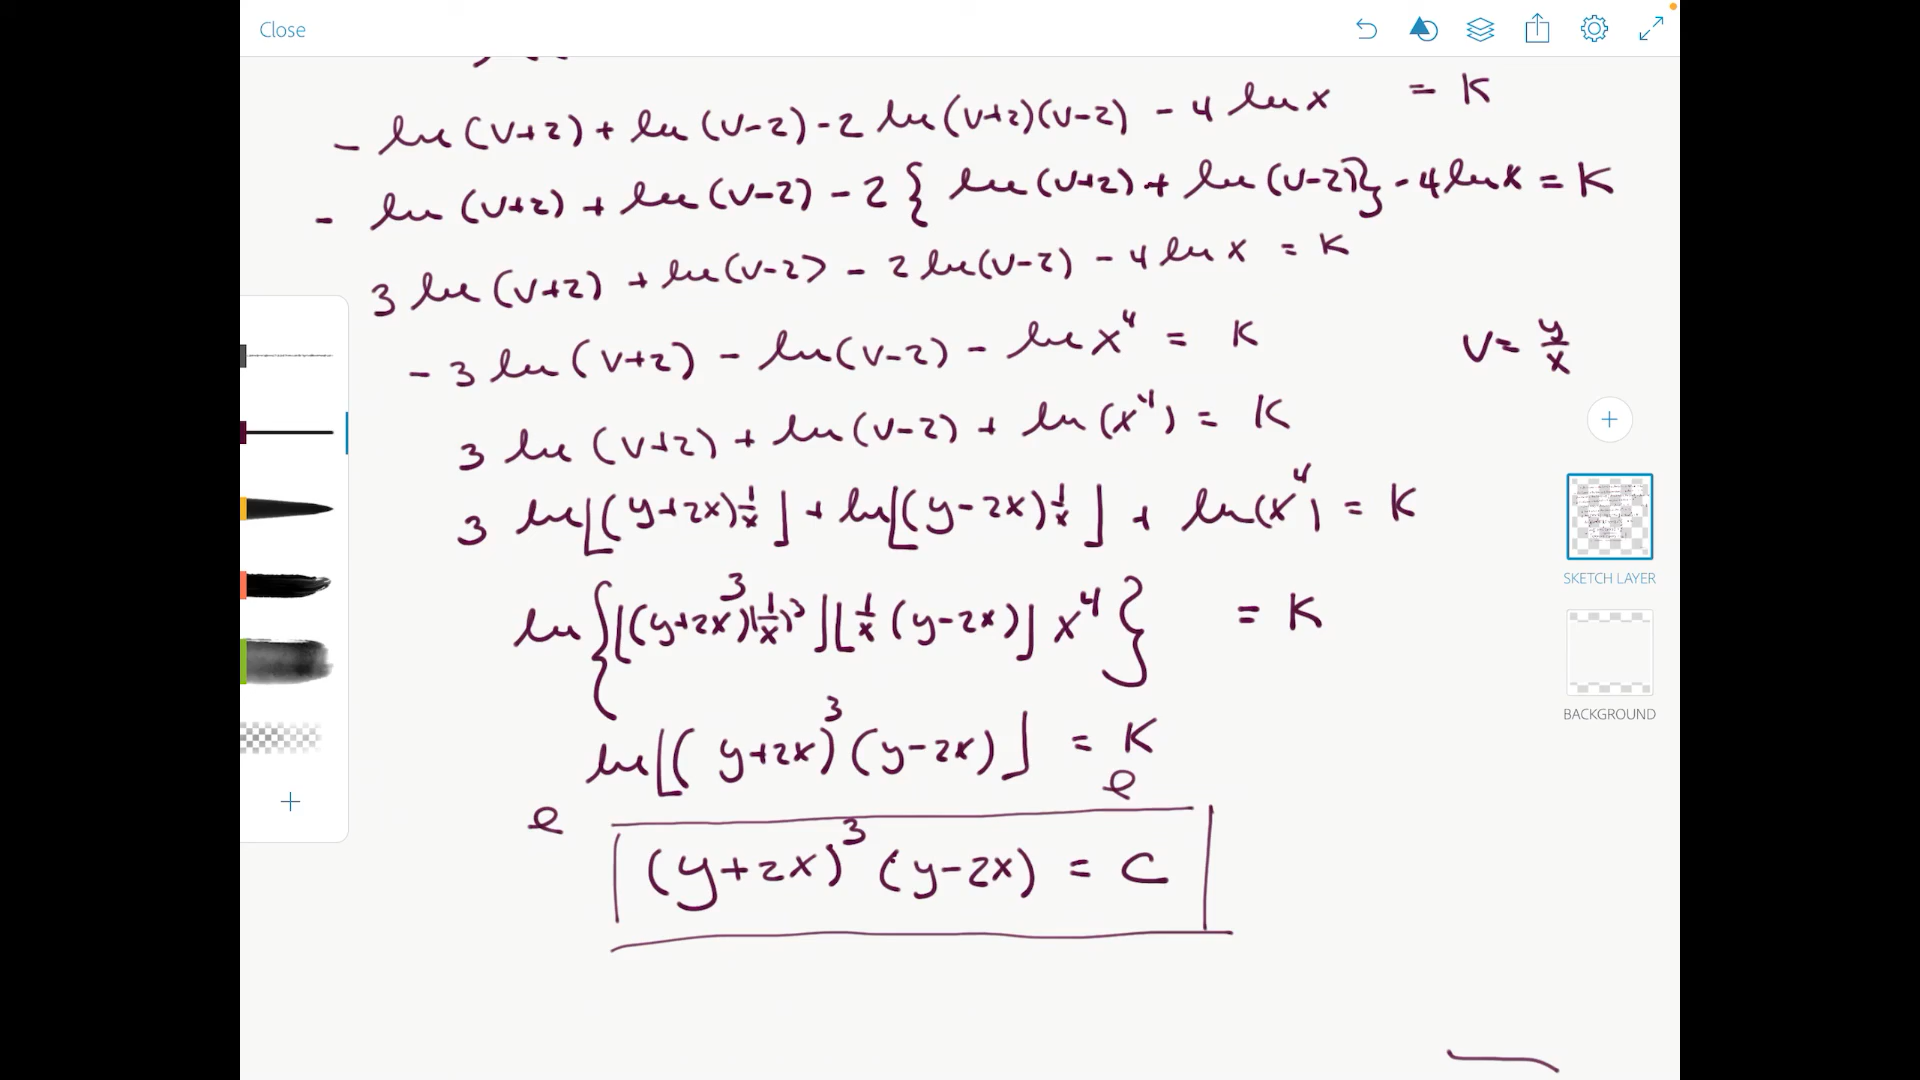 Close
- ln(v+2) + ln(v-2) - 2 ln(v+2)(v-2) - 4 ln x = K
- ln(v+2) + ln(v-2) - 2 { ln(v+2) + ln(v-2)} - 4 ln x = K
3 ln(v+2) + ln(v-2) - 2 ln(v-2) - 4 ln x = K
- 3 ln(v+2) - ln(v-2) - ln x⁴ = K
v = y/x
3 ln(v+2) + ln(v-2) + ln(x⁴) = K
3 ln[(y+2x) 1/x] + ln[(y-2x) 1/x] + ln(x⁴) = K
SKETCH LAYER
ln{[(y+2x)³(1/x)³][1/x (y-2x)] x⁴} = K
BACKGROUND
ln[(y+2x)³(y-2x)] = K
e e
(y+2x)³ (y-2x) = C